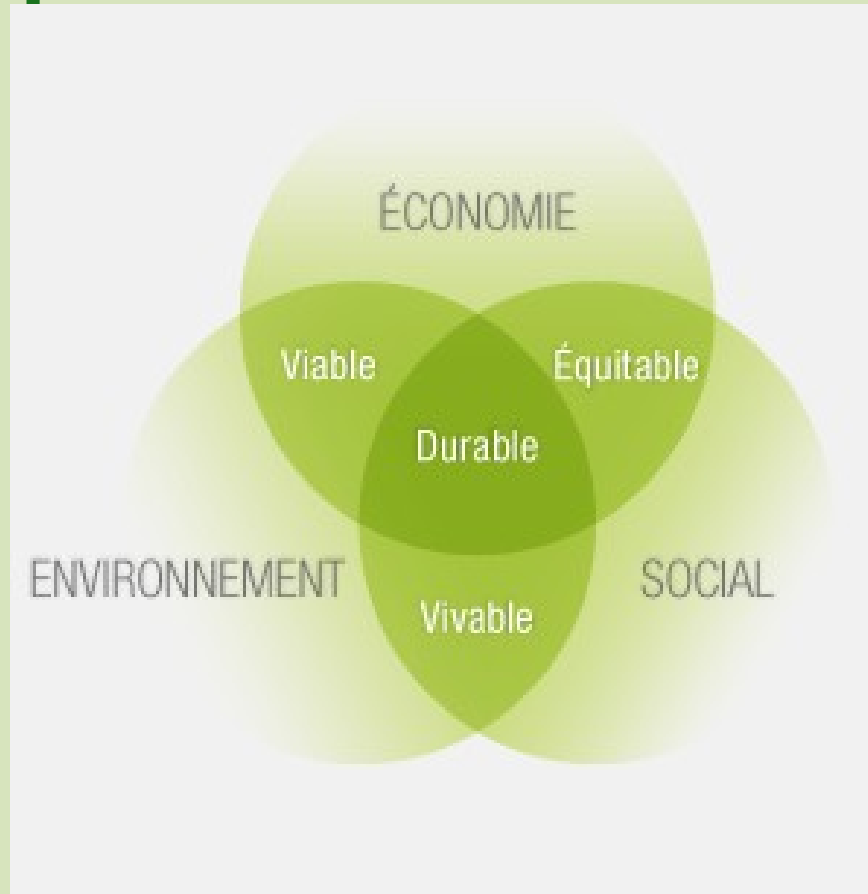 ÉCONOMIE
Viable
Équitable
Durable
ENVIRONNEMENT
SOCIAL
Vivable